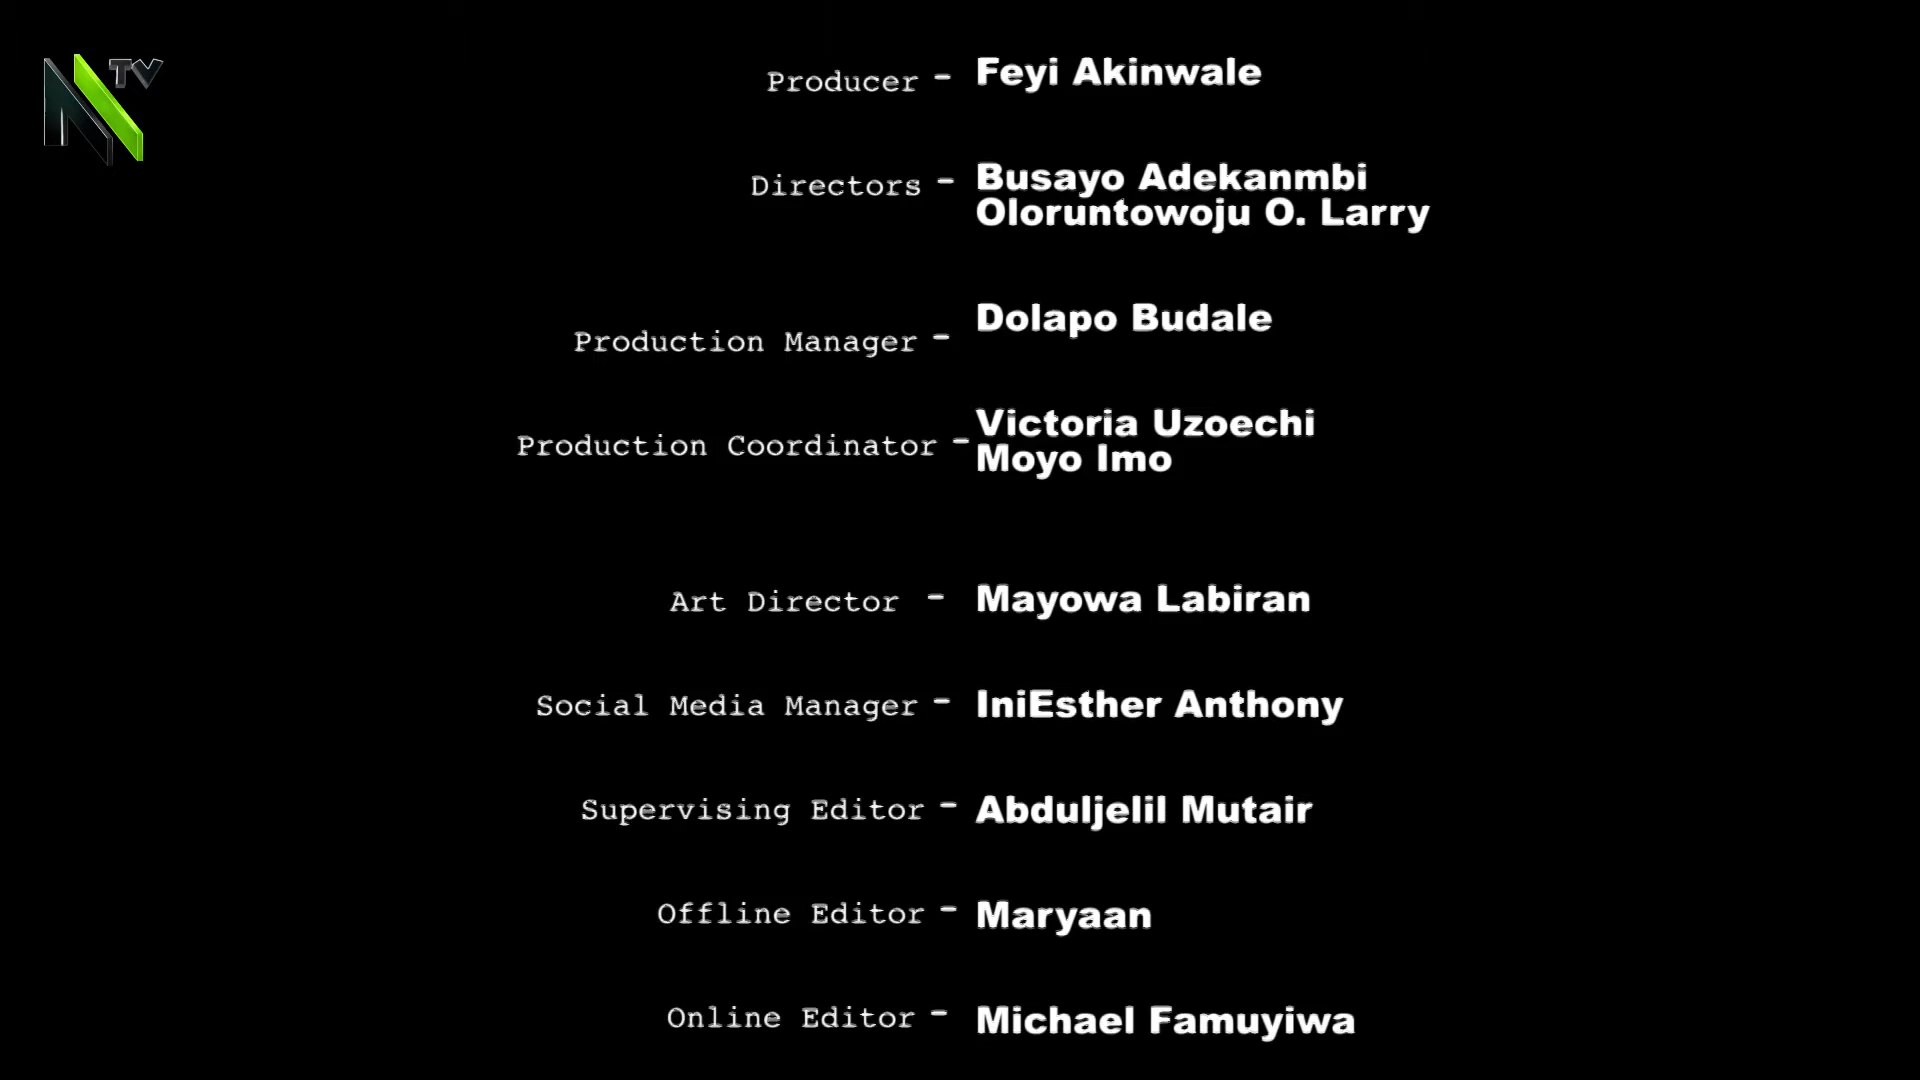 TV
Producer - Feyi Akinwale
Directors - Busayo Adekanmbi
Oloruntowoju O. Larry
Production Manager - Dolapo Budale
Production Coordinator - Victoria Uzoechi
Moyo Imo
Art Director - Mayowa Labiran
Social Media Manager - IniEsther Anthony
Supervising Editor - Abduljelil Mutair
Offline Editor - Maryaan
Online Editor - Michael Famuyiwa